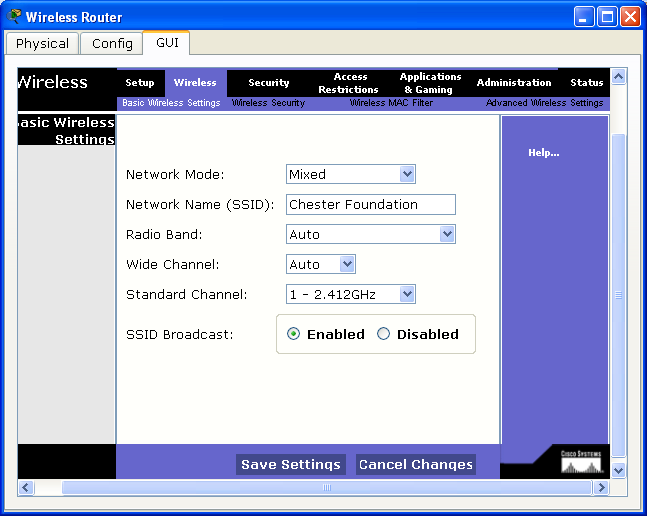 Wireless Router
Physical Config GUI
Wireless
Setup Wireless Security Access Restrictions Applications & Gaming Administration Status
Basic Wireless Settings Wireless Security Wireless MAC Filter Advanced Wireless Settings
asic Wireless
Settings
Help...
Network Mode: Mixed
Network Name (SSID): Chester Foundation
Radio Band: Auto
Wide Channel: Auto
Standard Channel: 1 - 2.412GHz
SSID Broadcast: Enabled Disabled
Save Settings Cancel Changes
CISCO SYSTEMS